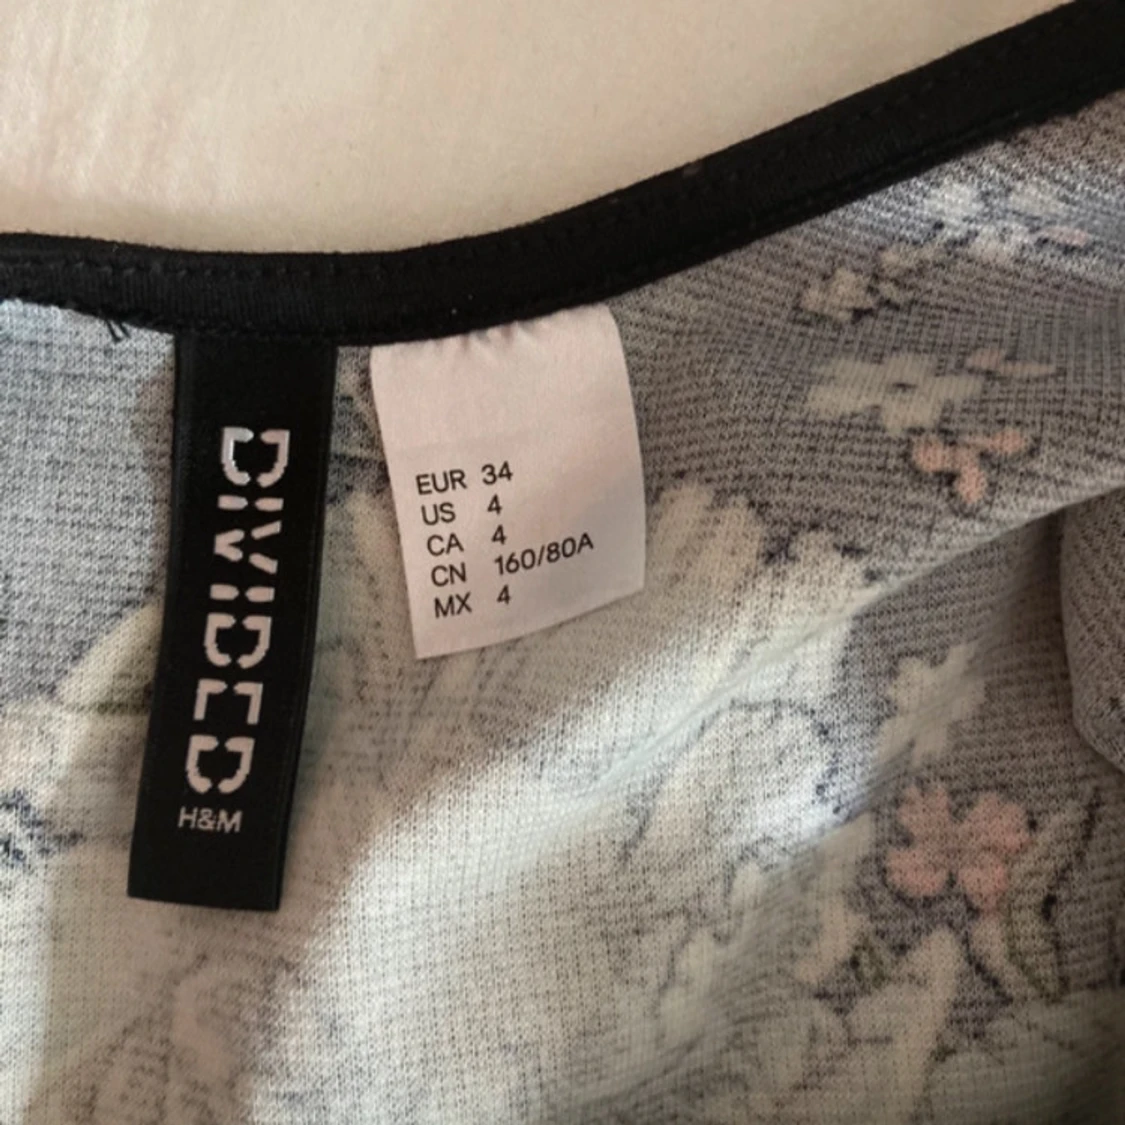 DIVIDED
H&M
EUR 34
US 4
CA 4
CN 160/80A
MX 4